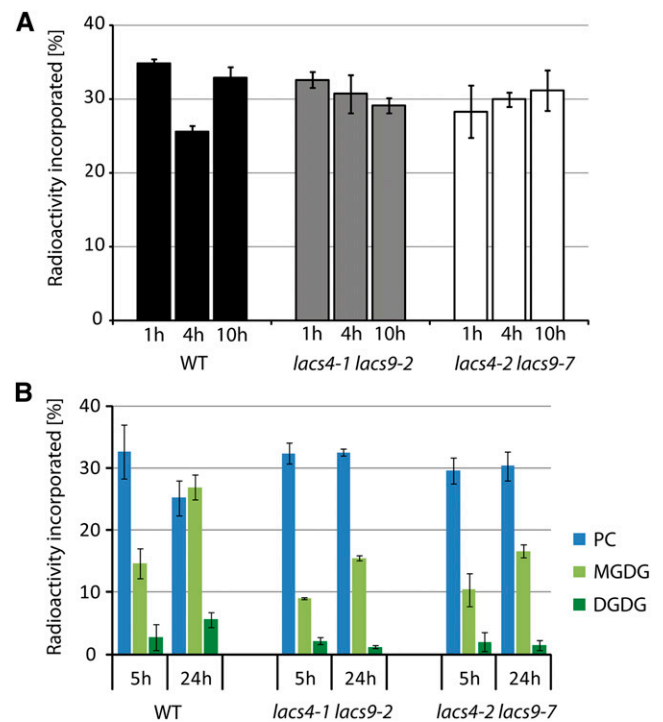 A
Radioactivity incorporated [%]
40
30
20
10
0
1h 4h 10h 1h 4h 10h 1h 4h 10h
WT lacs4-1 lacs9-2 lacs4-2 lacs9-7
B
Radioactivity incorporated [%]
40
30
20
10
0
PC
MGDG
DGDG
5h 24h 5h 24h 5h 24h
WT lacs4-1 lacs9-2 lacs4-2 lacs9-7